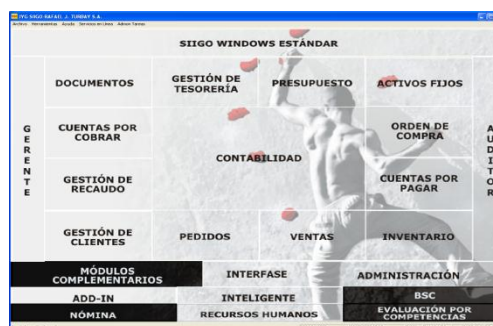 SIIGO WINDOWS ESTÁNDAR
DOCUMENTOS
GESTIÓN DE
TESORERÍA
PRESUPUESTO
ACTIVOS FIJOS
GERENTE
CUENTAS POR
COBRAR
CONTABILIDAD
ORDEN DE
COMPRA
AUDITOR
GESTIÓN DE
RECAUDO
CUENTAS POR
PAGAR
GESTIÓN DE
CLIENTES
PEDIDOS
VENTAS
INVENTARIO
MÓDULOS
COMPLEMENTARIOS
INTERFASE
ADMINISTRACIÓN
ADD-IN
INTELIGENTE
BSC
NÓMINA
RECURSOS HUMANOS
EVALUACIÓN POR
COMPETENCIAS